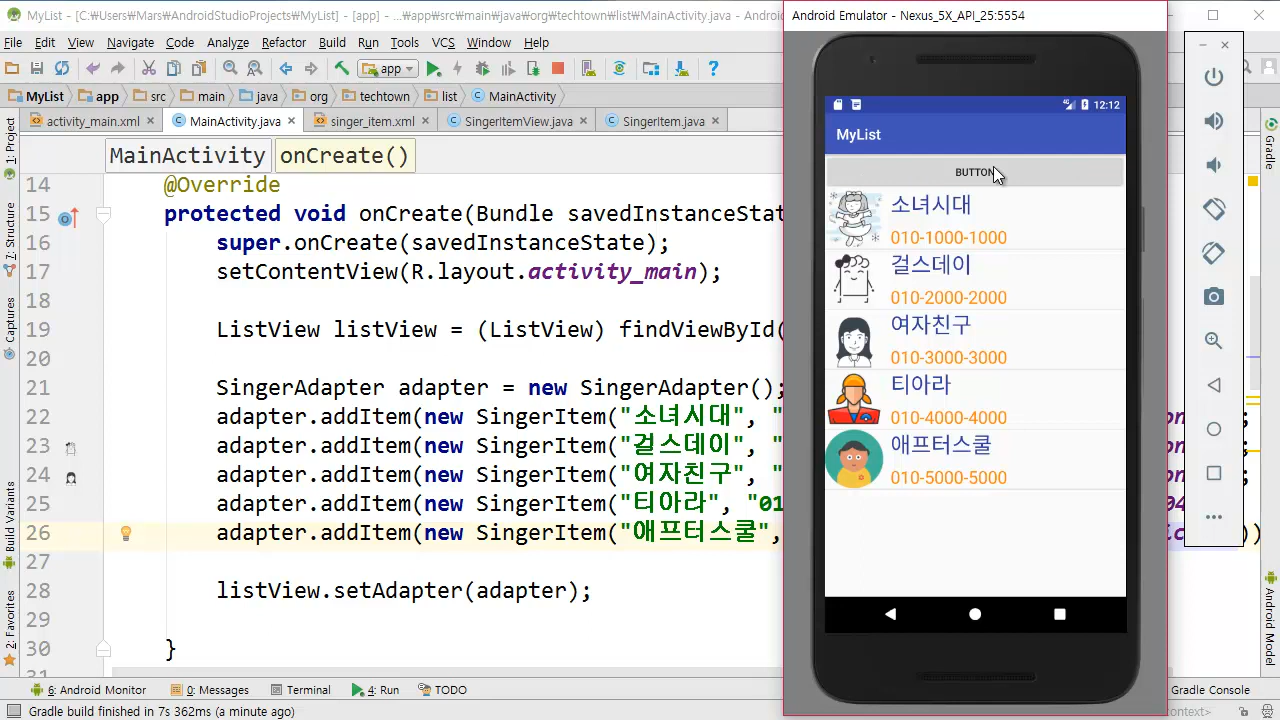 MyList - [C:₩Users₩Mars₩AndroidStudioProjects₩MyList] - [app] - ...₩app₩src₩main₩java₩org₩techtown₩list₩MainActivity.java - Android
File Edit View Navigate Code Analyze Refactor Build Run Tools VCS Window Help
app
MyList app src main java org techtown list MainActivity
activity_main.xml MainActivity.java singer_item.xml SingerItemView.java SingerItem.java
MainActivity onCreate()
14 @Override
15 protected void onCreate(Bundle savedInstanceStat
16 super.onCreate(savedInstanceState);
17 setContentView(R.layout.activity_main);
18
19 ListView listView = (ListView) findViewById(
20
21 SingerAdapter adapter = new SingerAdapter();
22 adapter.addItem(new SingerItem("소녀시대", "
23 adapter.addItem(new SingerItem("걸스데이", "
24 adapter.addItem(new SingerItem("여자친구", "
25 adapter.addItem(new SingerItem("티아라", "01
26 adapter.addItem(new SingerItem("애프터스쿨",
27
28 listView.setAdapter(adapter);
29
30 }
31
1: Project
7: Structure
Captures
Build Variants
2: Favorites
Android Emulator - Nexus_5X_API_25:5554
12:12
MyList
BUTTON
소녀시대
010-1000-1000
걸스데이
010-2000-2000
여자친구
010-3000-3000
티아라
010-4000-4000
애프터스쿨
010-5000-5000
Gradle
Android Model
6: Android Monitor 0: Messages Terminal 4: Run TODO
Gradle Console
Gradle build finished in 7s 362ms (a minute ago)
context>